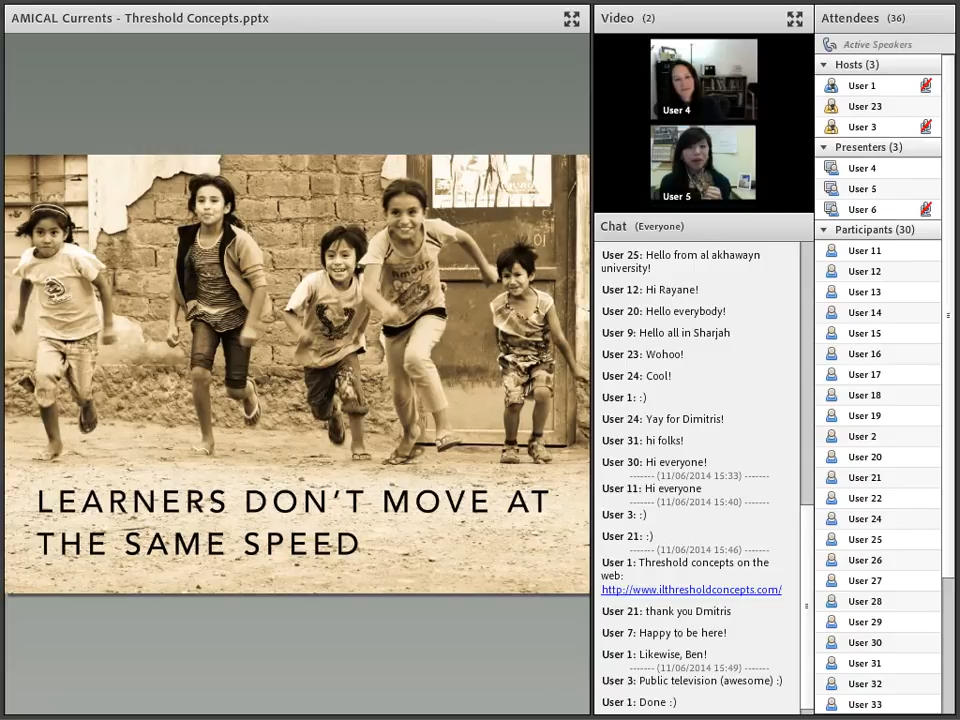 AMICAL Currents - Threshold Concepts.pptx
LEARNERS DON'T MOVE AT
THE SAME SPEED
Video (2)
User 4
User 5
Chat (Everyone)
User 25: Hello from al akhawayn
university!
User 12: Hi Rayane!
User 20: Hello everybody!
User 9: Hello all in Sharjah
User 23: Wohoo!
User 24: Cool!
User 1: :)
User 24: Yay for Dimitris!
User 31: hi folks!
User 30: Hi everyone!
------- (11/06/2014 15:33) -------
User 11: Hi everyone
------- (11/06/2014 15:40) -------
User 3: :)
User 21: :)
------- (11/06/2014 15:46) -------
User 1: Threshold concepts on the
web:
http://www.ilthresholdconcepts.com/
User 21: thank you Dmitris
User 7: Happy to be here!
User 1: Likewise, Ben!
------- (11/06/2014 15:49) -------
User 3: Public television (awesome) :)
User 1: Done :)
Attendees (36)
Active Speakers
Hosts (3)
User 1
User 23
User 3
Presenters (3)
User 4
User 5
User 6
Participants (30)
User 11
User 12
User 13
User 14
User 15
User 16
User 17
User 18
User 19
User 2
User 20
User 21
User 22
User 24
User 25
User 26
User 27
User 28
User 29
User 30
User 31
User 32
User 33